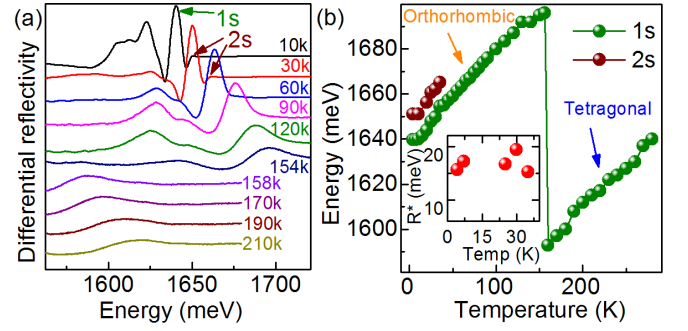 (a)
1s
2s
10k
30k
60k
90k
120k
154k
158k
170k
190k
210k
Differential reflectivity
1600 1650 1700
Energy (meV)
(b)
Orthorhombic
1s
2s
Tetragonal
1680
1640
1600
Energy (meV)
20
10
R* (meV)
0 15 30
Temp (K)
0 100 200
Temperature (K)